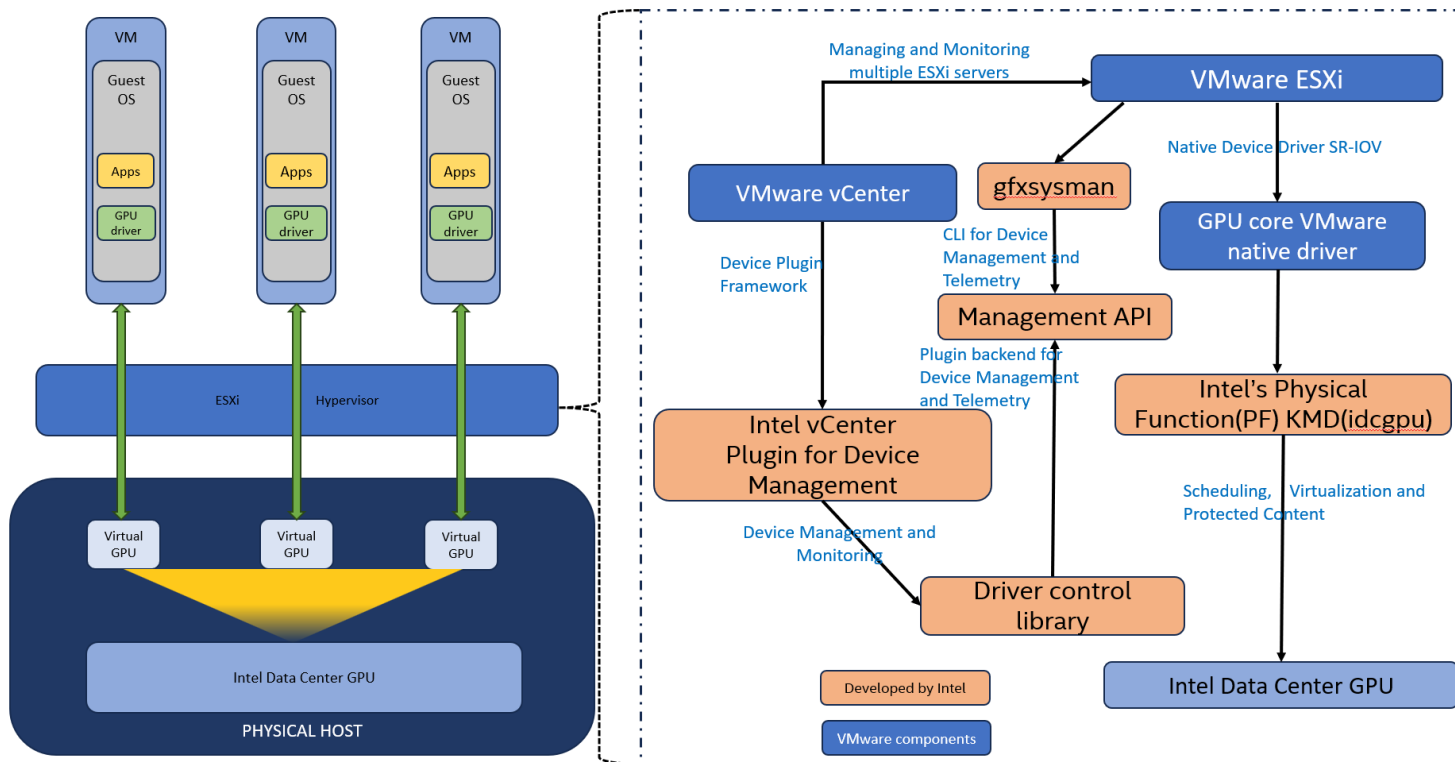 VM
Guest
OS
Apps
GPU
driver
VM
Guest
OS
Apps
GPU
driver
VM
Guest
OS
Apps
GPU
driver
ESXi Hypervisor
Virtual
GPU
Virtual
GPU
Virtual
GPU
Intel Data Center GPU
PHYSICAL HOST
Managing and Monitoring
multiple ESXi servers
VMware ESXi
Native Device Driver SR-IOV
gfxsysman
VMware vCenter
GPU core VMware
native driver
CLI for Device
Management and
Telemetry
Device Plugin
Framework
Management API
Plugin backend for
Device Management
and Telemetry
Intel's Physical
Function(PF) KMD(idcgpu)
Intel vCenter
Plugin for Device
Management
Scheduling, Virtualization and
Protected Content
Device Management and
Monitoring
Driver control
library
Intel Data Center GPU
Developed by Intel
VMware components